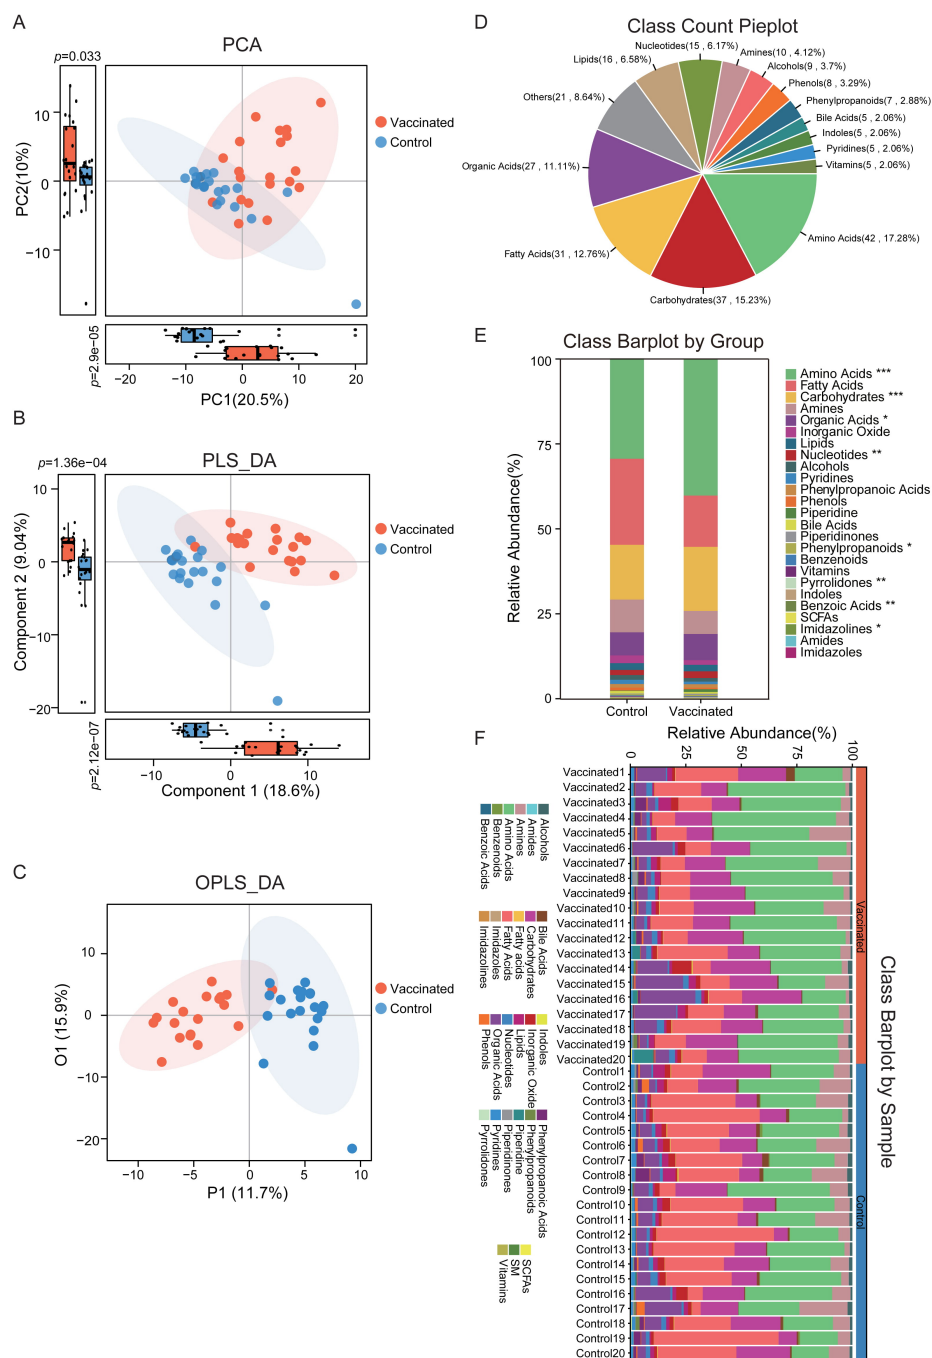 A
PCA
p=0.033
PC2(10%)
10
0
−10
Vaccinated
Control
p=2.9e−05
−20
−10
0
10
20
PC1(20.5%)
B
PLS_DA
p=1.36e−04
Component 2 (9.04%)
10
0
−10
−20
Vaccinated
Control
p=2.12e−07
−10
0
10
Component 1 (18.6%)
C
OPLS_DA
O1 (15.9%)
10
0
−10
−20
Vaccinated
Control
−10
−5
0
5
10
P1 (11.7%)
D
Class Count Pieplot
Nucleotides(15 , 6.17%)
Amines(10 , 4.12%)
Lipids(16 , 6.58%)
Alcohols(9 , 3.7%)
Phenols(8 , 3.29%)
Others(21 , 8.64%)
Phenylpropanoids(7 , 2.88%)
Bile Acids(5 , 2.06%)
Indoles(5 , 2.06%)
Pyridines(5 , 2.06%)
Organic Acids(27 , 11.11%)
Vitamins(5 , 2.06%)
Amino Acids(42 , 17.28%)
Fatty Acids(31 , 12.76%)
Carbohydrates(37 , 15.23%)
E
Class Barplot by Group
Relative Abundance(%)
100
75
50
25
0
Control
Vaccinated
Amino Acids ***
Fatty Acids
Carbohydrates ***
Amines
Organic Acids *
Inorganic Oxide
Lipids
Nucleotides **
Alcohols
Pyridines
Phenylpropanoic Acids
Phenols
Piperidine
Bile Acids
Piperidinones
Phenylpropanoids *
Benzenoids
Vitamins
Pyrrolidones **
Indoles
Benzoic Acids **
SCFAs
Imidazolines *
Amides
Imidazoles
F
Relative Abundance(%)
0
25
50
75
100
Vaccinated1
Vaccinated2
Vaccinated3
Vaccinated4
Vaccinated5
Vaccinated6
Vaccinated7
Vaccinated8
Vaccinated9
Vaccinated10
Vaccinated11
Vaccinated12
Vaccinated13
Vaccinated14
Vaccinated15
Vaccinated16
Vaccinated17
Vaccinated18
Vaccinated19
Vaccinated20
Control1
Control2
Control3
Control4
Control5
Control6
Control7
Control8
Control9
Control10
Control11
Control12
Control13
Control14
Control15
Control16
Control17
Control18
Control19
Control20
Vaccinated
Control
Class Barplot by Sample
Alcohols
Amides
Amines
Amino Acids
Benzenoids
Benzoic Acids
Bile Acids
Carbohydrates
Fatty acids
Fatty Acids
Imidazoles
Imidazolines
Indoles
Inorganic Oxide
Lipids
Nucleotides
Organic Acids
Phenols
Phenylpropanoic Acids
Phenylpropanoids
Piperidine
Piperidinones
Pyridines
Pyrrolidones
SCFAs
SM
Vitamins